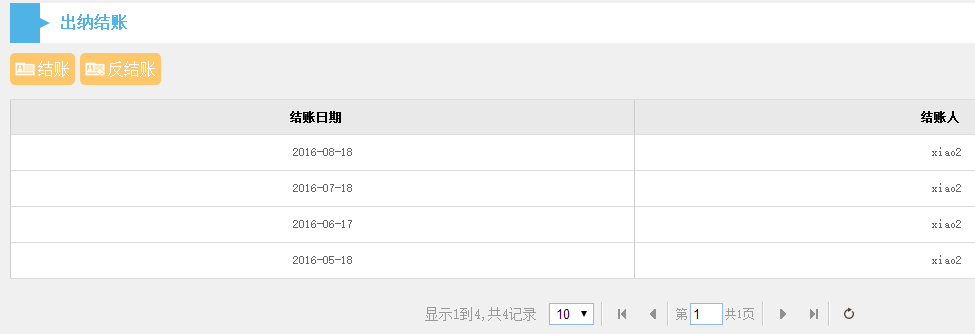 出纳结账
结账 反结账
结账日期 结账人
2016-08-18 xiao2
2016-07-18 xiao2
2016-06-17 xiao2
2016-05-18 xiao2
显示1到4,共4记录 10 第 1 共1页